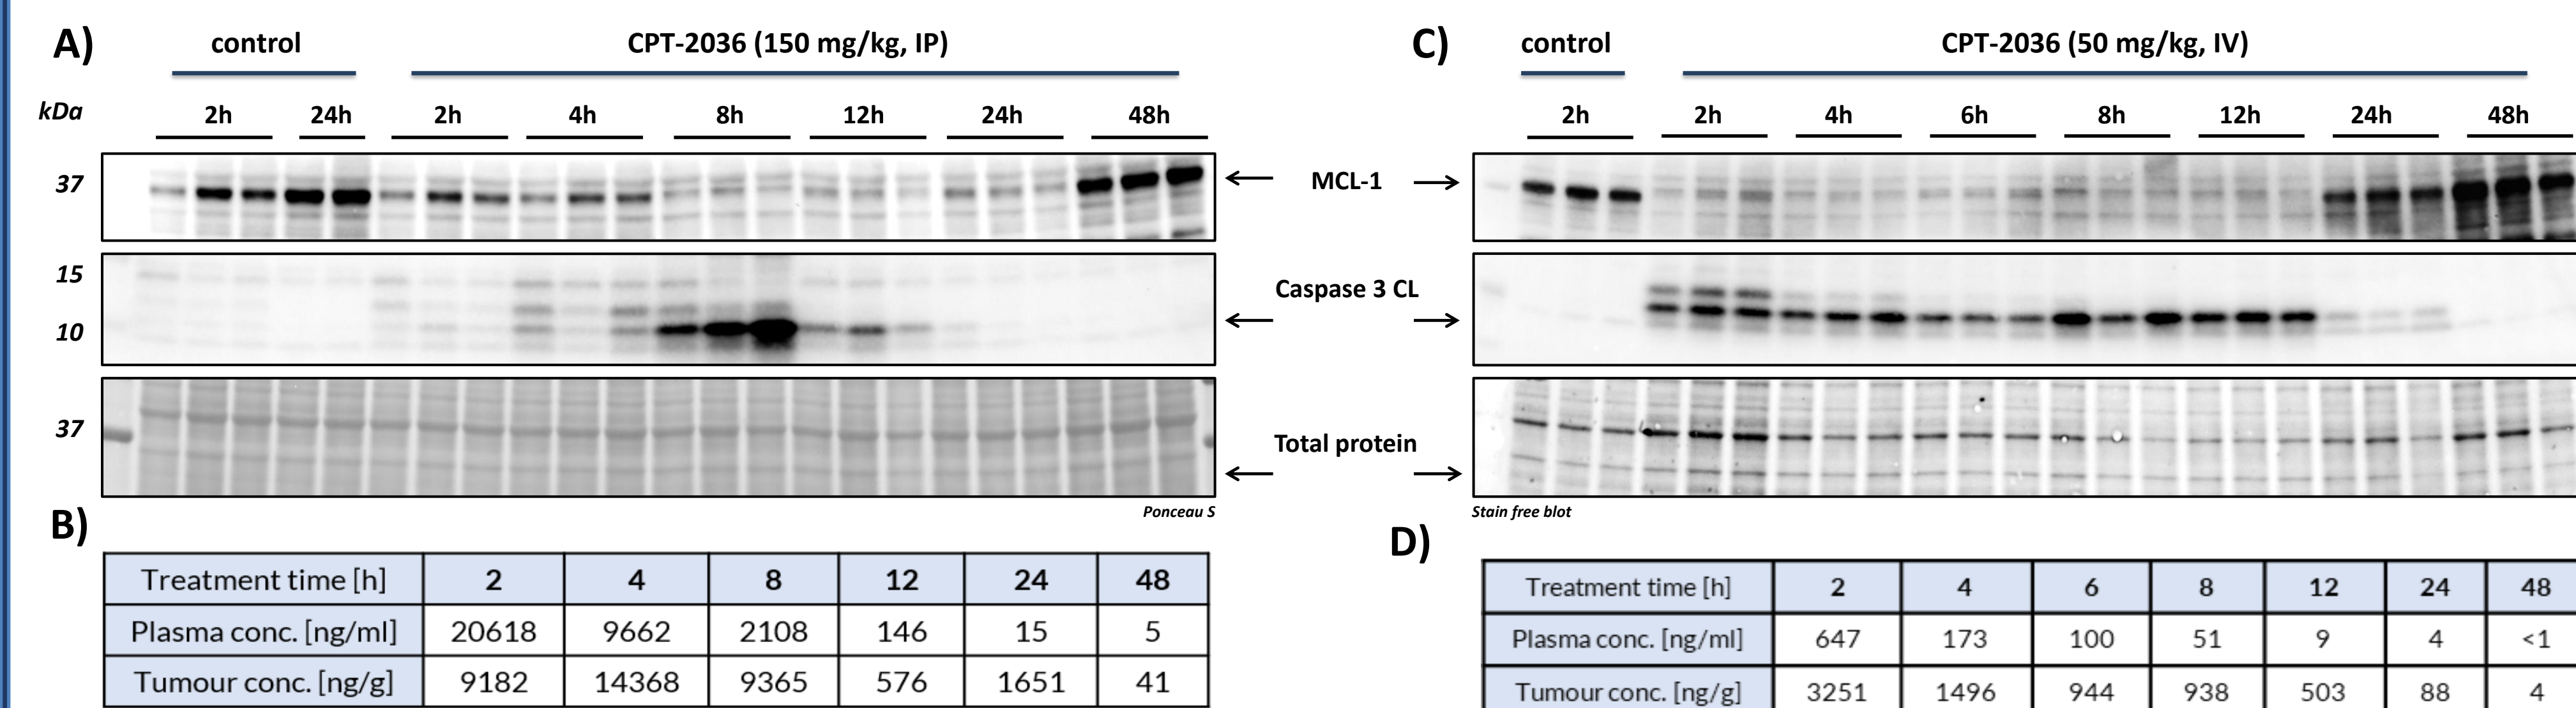 A)
control
CPT-2036 (150 mg/kg, IP)
kDa
2h 24h 2h 4h 8h 12h 24h 48h
37
15
10
37
Ponceau S
MCL-1
Caspase 3 CL
Total protein
C)
control
CPT-2036 (50 mg/kg, IV)
2h 2h 4h 6h 8h 12h 24h 48h
Stain free blot
B)
Treatment time [h] 2 4 8 12 24 48
Plasma conc. [ng/ml] 20618 9662 2108 146 15 5
Tumour conc. [ng/g] 9182 14368 9365 576 1651 41
D)
Treatment time [h] 2 4 6 8 12 24 48
Plasma conc. [ng/ml] 647 173 100 51 9 4 <1
Tumour conc. [ng/g] 3251 1496 944 938 503 88 4